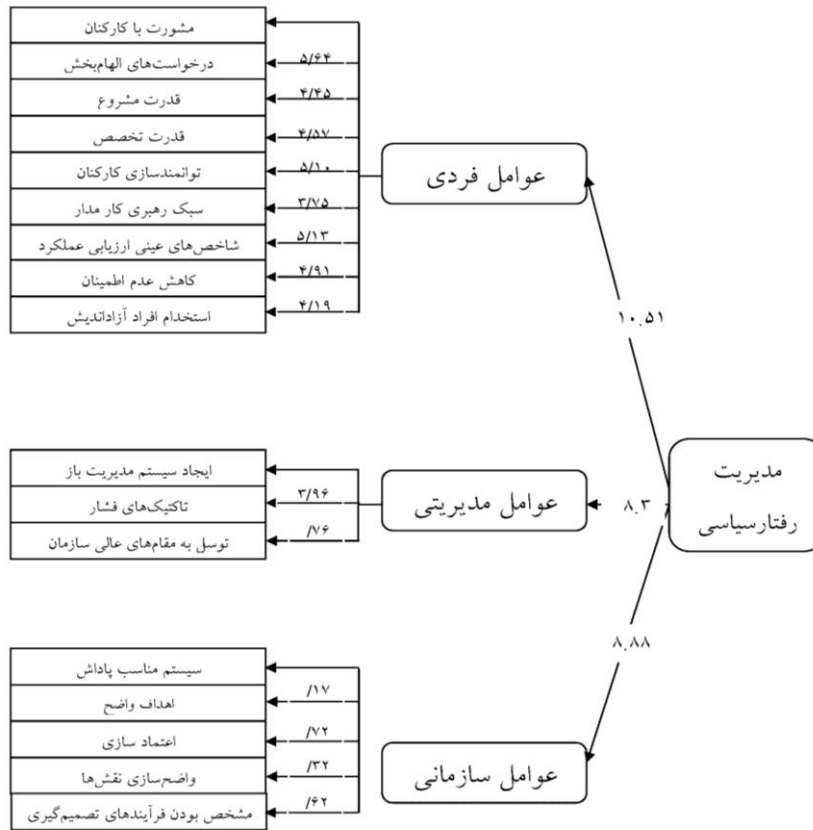 مدیریت
رفتارسیاسی
۱۰.۵۱
۸.۳
۸.۸۸
عوامل فردی
مشورت با کارکنان
۵/۶۴
درخواست‌های الهام‌بخش
۴/۴۵
قدرت مشروع
۴/۵۷
قدرت تخصص
۵/۱۰
توانمندسازی کارکنان
۳/۷۵
سبک رهبری کار مدار
۵/۱۳
شاخص‌های عینی ارزیابی عملکرد
۴/۹۱
کاهش عدم اطمینان
۴/۱۹
استخدام افراد آزاداندیش
عوامل مدیریتی
ایجاد سیستم مدیریت باز
۳/۹۶
تاکتیک‌های فشار
/۷۶
توسل به مقام‌های عالی سازمان
عوامل سازمانی
سیستم مناسب پاداش
/۱۷
اهداف واضح
/۷۲
اعتماد سازی
/۳۲
واضح‌سازی نقش‌ها
/۶۲
مشخص بودن فرآیندهای تصمیم‌گیری